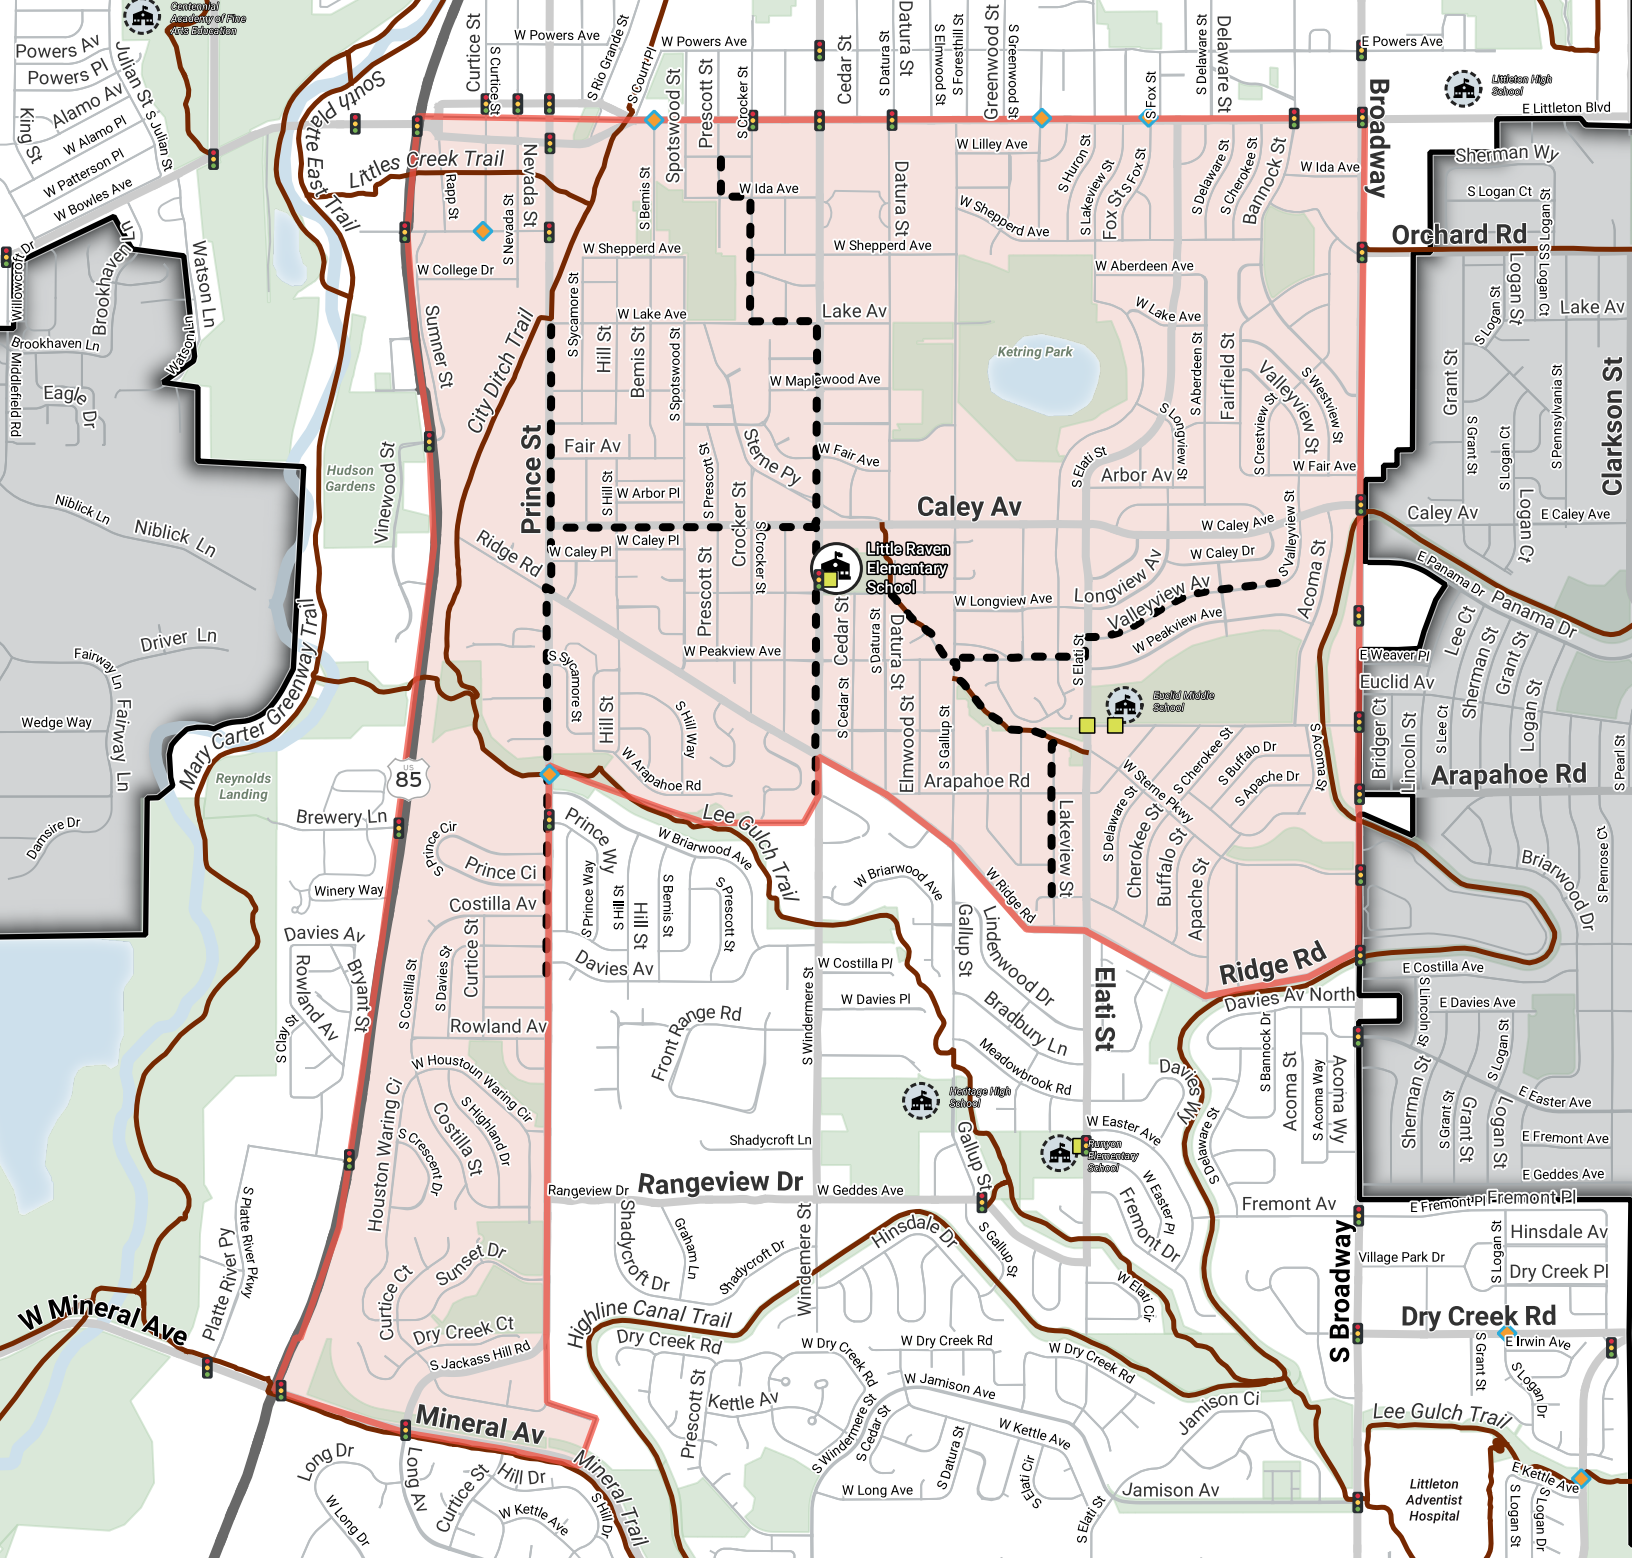 Centennial
Academy of Fine
Arts Education
Powers Av
Powers Pl
Alamo Av
W Alamo Pl
W Patterson Pl
W Bowles Ave
King St
Julian St
S Julian St
South Platte East Trail
Littles Creek Trail
Curtice St
S Curtice St
W Powers Ave
S Rio Grande St
S Court Pl
W Powers Ave
Spotswood St
Prescott St
S Crocker St
Cedar St
S Datura St
Datura St
S Elmwood St
S Foresthill St
Greenwood St
S Greenwood St
S Fox St
S Delaware St
Delaware St
E Powers Ave
Littleton High
School
E Littleton Blvd
Broadway
Sherman Wy
S Logan Ct
S Logan St
Orchard Rd
W Lilley Ave
W Ida Ave
W Ida Ave
S Huron St
S Lakeview St
Fox St
S Fox St
S Delaware St
S Cherokee St
Bannock St
Rapp St
S Nevada St
Nevada St
S Bemis St
Datura St
W Shepperd Ave
W Shepperd Ave
W Shepperd Ave
W College Dr
W Aberdeen Ave
S Sycamore St
W Lake Ave
Lake Av
W Lake Ave
Lake Av
Logan St
S Logan Ct
S Logan St
S Willowcroft Dr
Brookhaven Ln
Brookhaven Ln
Watson Ln
Watson Ln
S Middlefield Rd
Eagle Dr
Sumner St
City Ditch Trail
Hill St
Bemis St
S Spotswood St
W Maplewood Ave
Ketring Park
S Aberdeen St
Fairfield St
Valleyview St
S Westview St
S Crestview St
S Longview St
Grant St
S Grant St
S Logan Ct
S Pennsylvania St
Clarkson St
Prince St
Fair Av
Sterne Py
W Fair Ave
W Fair Ave
S Elati St
Arbor Av
Hudson
Gardens
Vinewood St
S Hill St
W Arbor Pl
S Prescott St
Crocker St
S Crocker St
Caley Av
W Caley Ave
S Valleyview St
Caley Av
Logan Ct
E Caley Ave
Niblick Ln
Niblick Ln
Ridge Rd
W Caley Pl
W Caley Pl
Prescott St
Little Raven
Elementary
School
Longview Av
W Caley Dr
Acoma St
E Panama Dr
Panama Dr
W Longview Ave
Valleyview Av
W Peakview Ave
Cedar St
S Datura St
Datura St
W Peakview Ave
S Elati St
Driver Ln
Fairway Ln
Fairway Ln
Wedge Way
Damsire Dr
Mary Carter Greenway Trail
Reynolds
Landing
US
85
S Sycamore St
Hill St
S Hill Way
W Arapahoe Rd
S Cedar St
Elmwood St
S Gallup St
Arapahoe Rd
Euclid Middle
School
W Sterne Pkwy
S Cherokee St
S Buffalo Dr
S Apache Dr
S Acoma St
E Weaver Pl
Euclid Av
Bridger Ct
Lincoln St
S Lee Ct
Lee Ct
Sherman St
Grant St
Logan St
Arapahoe Rd
S Pearl St
Brewery Ln
Prince Cir
S
Prince Ci
Winery Way
Costilla Av
Curtice St
S Davies St
S Costilla St
Rowland Av
Davies Av
Rowland Av
Bryant St
S Clay St
Prince Wy
S Prince Way
S Hill St
Hill St
S Bemis St
S Prescott St
W Briarwood Ave
Lee Gulch Trail
Davies Av
W Briarwood Ave
W Ridge Rd
Lakeview St
S Delaware St
Cherokee St
Buffalo St
Apache St
Ridge Rd
Briarwood Dr
S Penrose Ct
E Costilla Ave
E Davies Ave
Gallup St
Lindenwood Dr
W Costilla Pl
W Davies Pl
S Windermere St
Front Range Rd
Bradbury Ln
Meadowbrook Rd
Elati St
Davies Av North
Davies Wy
S Bannock Dr
Acoma St
S Acoma Way
Acoma Wy
S Lincoln St
Sherman St
S Grant St
Grant St
Logan St
S Logan St
E Easter Ave
E Fremont Ave
E Geddes Ave
W Houstoun Waring Cir
Houston Waring Ci
S Highland Dr
Costilla St
S Crescent Dr
Heritage High
School
Runyon
Elementary
School
W Easter Ave
W Easter Pl
S Delaware St
Fremont Dr
Fremont Av
E Fremont Pl
Fremont Pl
Shadycroft Ln
Rangeview Dr
Rangeview Dr
W Geddes Ave
Gallup St
S Gallup St
Shadycroft Dr
Graham Ln
Shadycroft Dr
Windemere St
Hinsdale Dr
W Elati Cir
Village Park Dr
Hinsdale Av
S Logan St
Dry Creek Pl
S Broadway
Dry Creek Rd
E Irwin Ave
S Grant St
S Logan Dr
S Platte River Pkwy
Platte River Py
W Mineral Ave
Curtice Ct
Sunset Dr
Dry Creek Ct
S Jackass Hill Rd
Mineral Av
Highline Canal Trail
Dry Creek Rd
W Dry Creek Rd
W Dry Creek Rd
W Dry Creek Rd
Prescott St
Kettle Av
W Jamison Ave
W Kettle Ave
S Windermere St
S Cedar St
S Datura St
S Elati Cir
S Elati St
W Long Ave
Jamison Ci
Jamison Av
Lee Gulch Trail
Littleton
Adventist
Hospital
E Kettle Ave
S Logan St
S Logan Dr
Long Dr
W Long Dr
Long Av
Curtice St
Hill Dr
W Kettle Ave
S Hill Dr
Mineral Trail